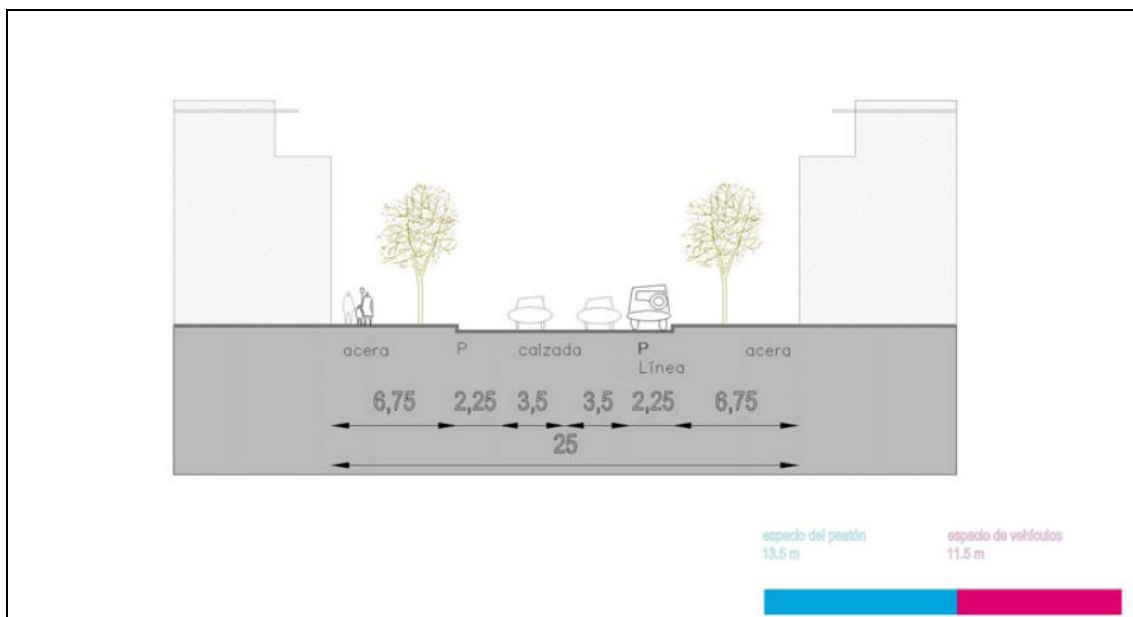 acera P calzada P acera
Línea
6,75 2,25 3,5 3,5 2,25 6,75
25
espacio del peatón espacio de vehículos
13.5 m 11.5 m